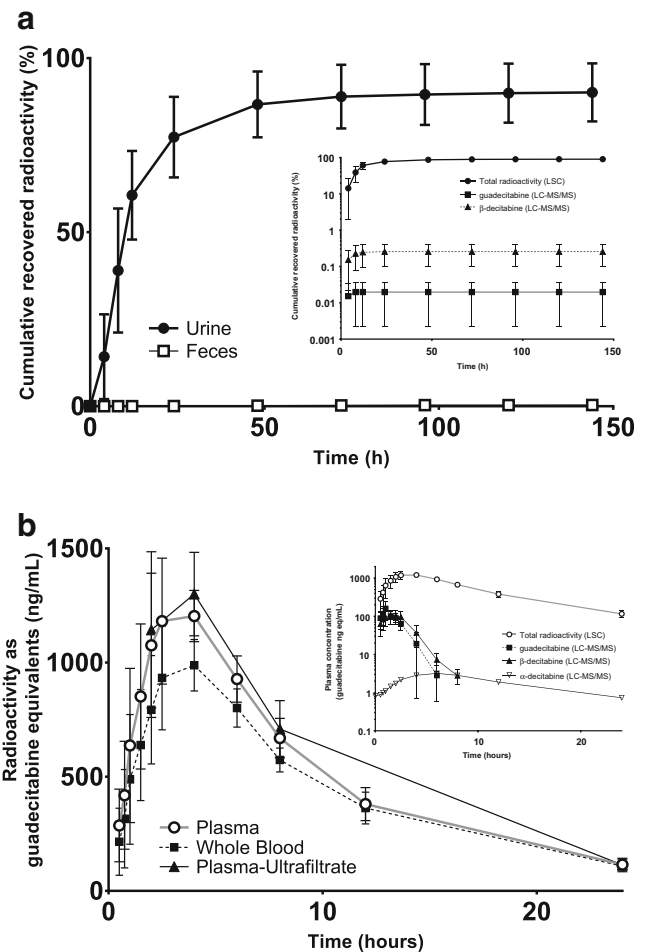 a
Cumulative recovered radioactivity (%)
100
50
0
0 50 100 150
Time (h)
Urine
Feces
Cumulative recovered radioactivity (%)
100
10
1
0.1
0.01
0.001
0 50 100 150
Time (h)
Total radioactivity (LSC)
guadecitabine (LC-MS/MS)
β-decitabine (LC-MS/MS)
b
Radioactivity as
guadecitabine equivalents (ng/mL)
1500
1000
500
0
0 10 20
Time (hours)
Plasma
Whole Blood
Plasma-Ultrafiltrate
Plasma concentration
(guadecitabine ng eq/mL)
1000
100
10
1
0.1
0 10 20
Time (hours)
Total radioactivity (LSC)
guadecitabine (LC-MS/MS)
β-decitabine (LC-MS/MS)
α-decitabine (LC-MS/MS)